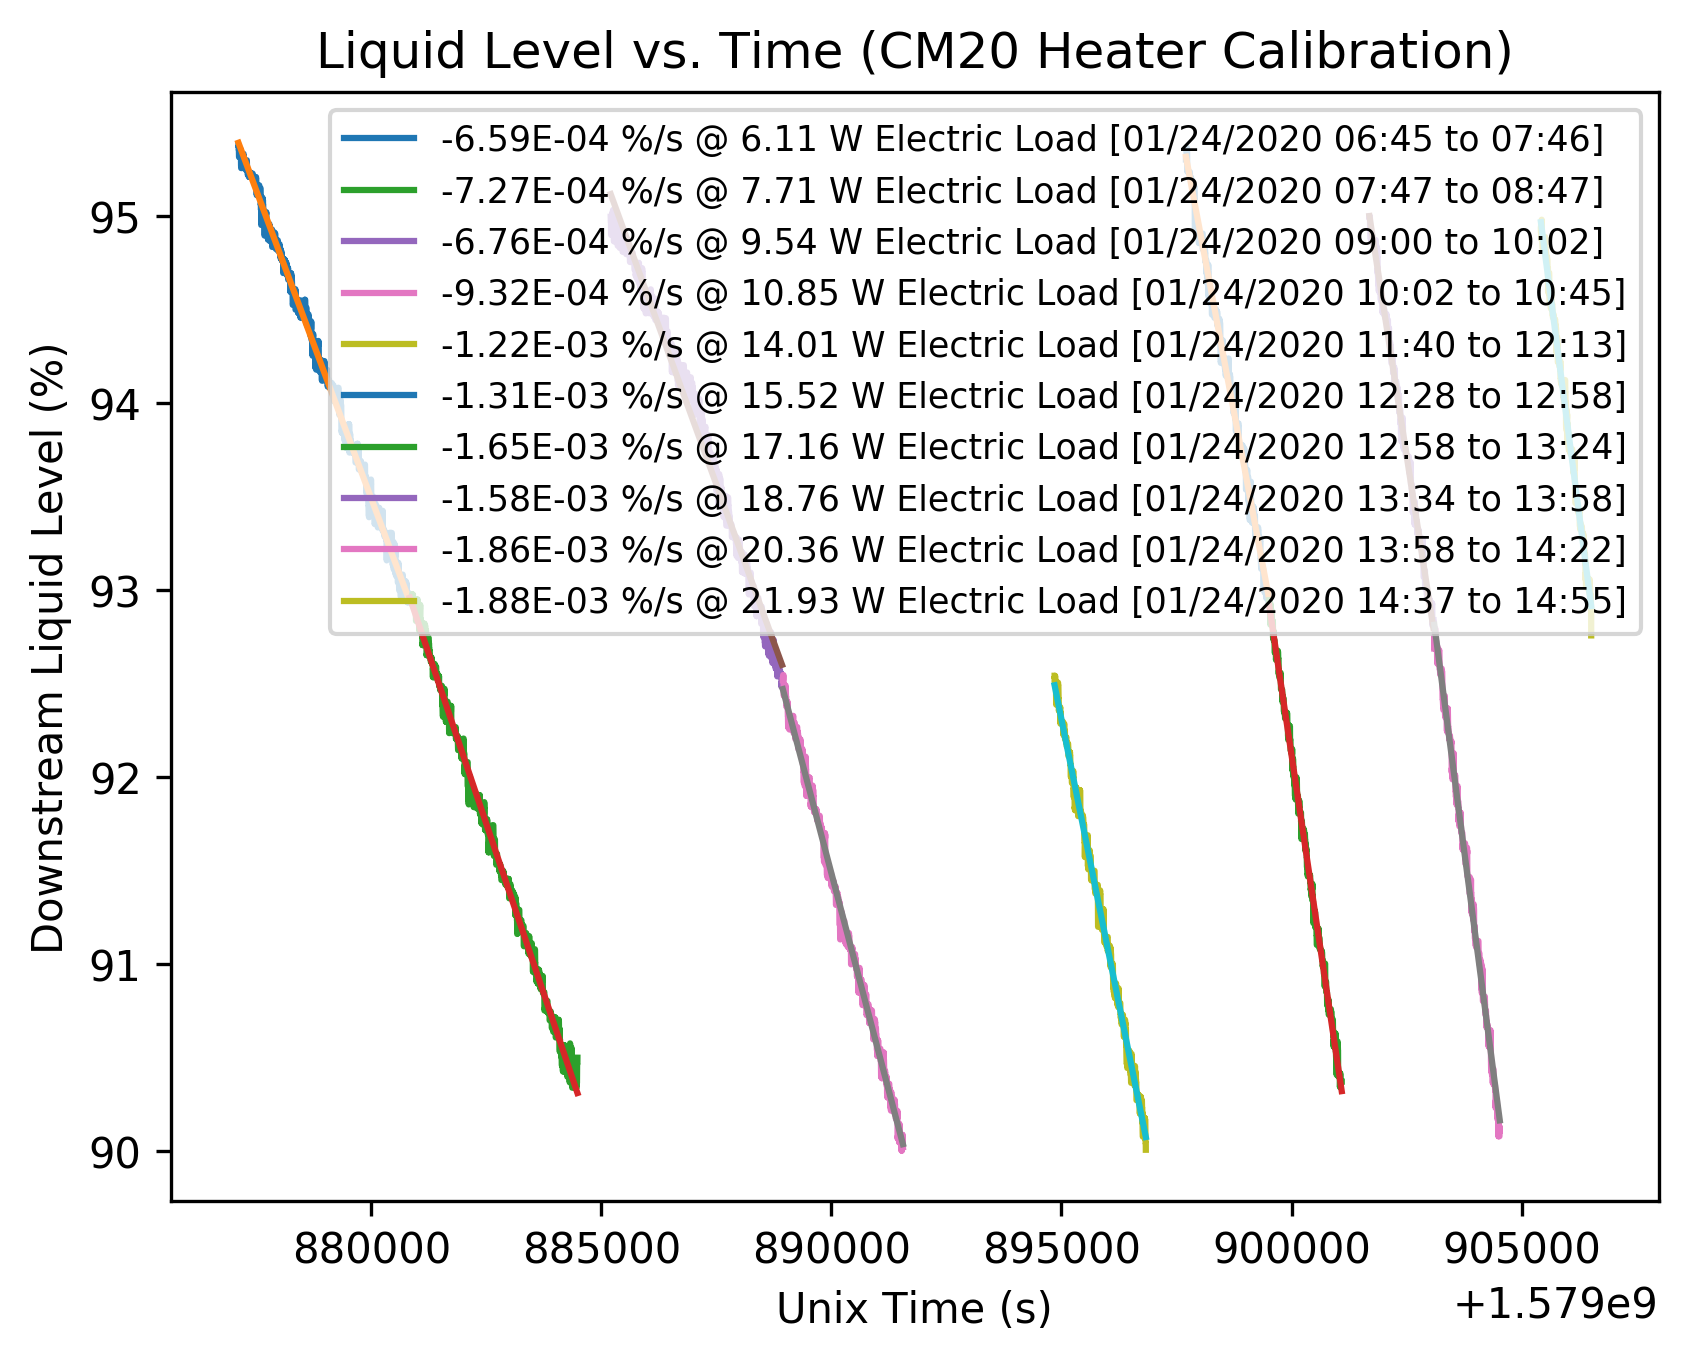 Liquid Level vs. Time (CM20 Heater Calibration)
-6.59E-04 %/s @ 6.11 W Electric Load [01/24/2020 06:45 to 07:46]
-7.27E-04 %/s @ 7.71 W Electric Load [01/24/2020 07:47 to 08:47]
-6.76E-04 %/s @ 9.54 W Electric Load [01/24/2020 09:00 to 10:02]
-9.32E-04 %/s @ 10.85 W Electric Load [01/24/2020 10:02 to 10:45]
-1.22E-03 %/s @ 14.01 W Electric Load [01/24/2020 11:40 to 12:13]
-1.31E-03 %/s @ 15.52 W Electric Load [01/24/2020 12:28 to 12:58]
-1.65E-03 %/s @ 17.16 W Electric Load [01/24/2020 12:58 to 13:24]
-1.58E-03 %/s @ 18.76 W Electric Load [01/24/2020 13:34 to 13:58]
-1.86E-03 %/s @ 20.36 W Electric Load [01/24/2020 13:58 to 14:22]
-1.88E-03 %/s @ 21.93 W Electric Load [01/24/2020 14:37 to 14:55]
Downstream Liquid Level (%)
95
94
93
92
91
90
880000 885000 890000 895000 900000 905000
+1.579e9
Unix Time (s)